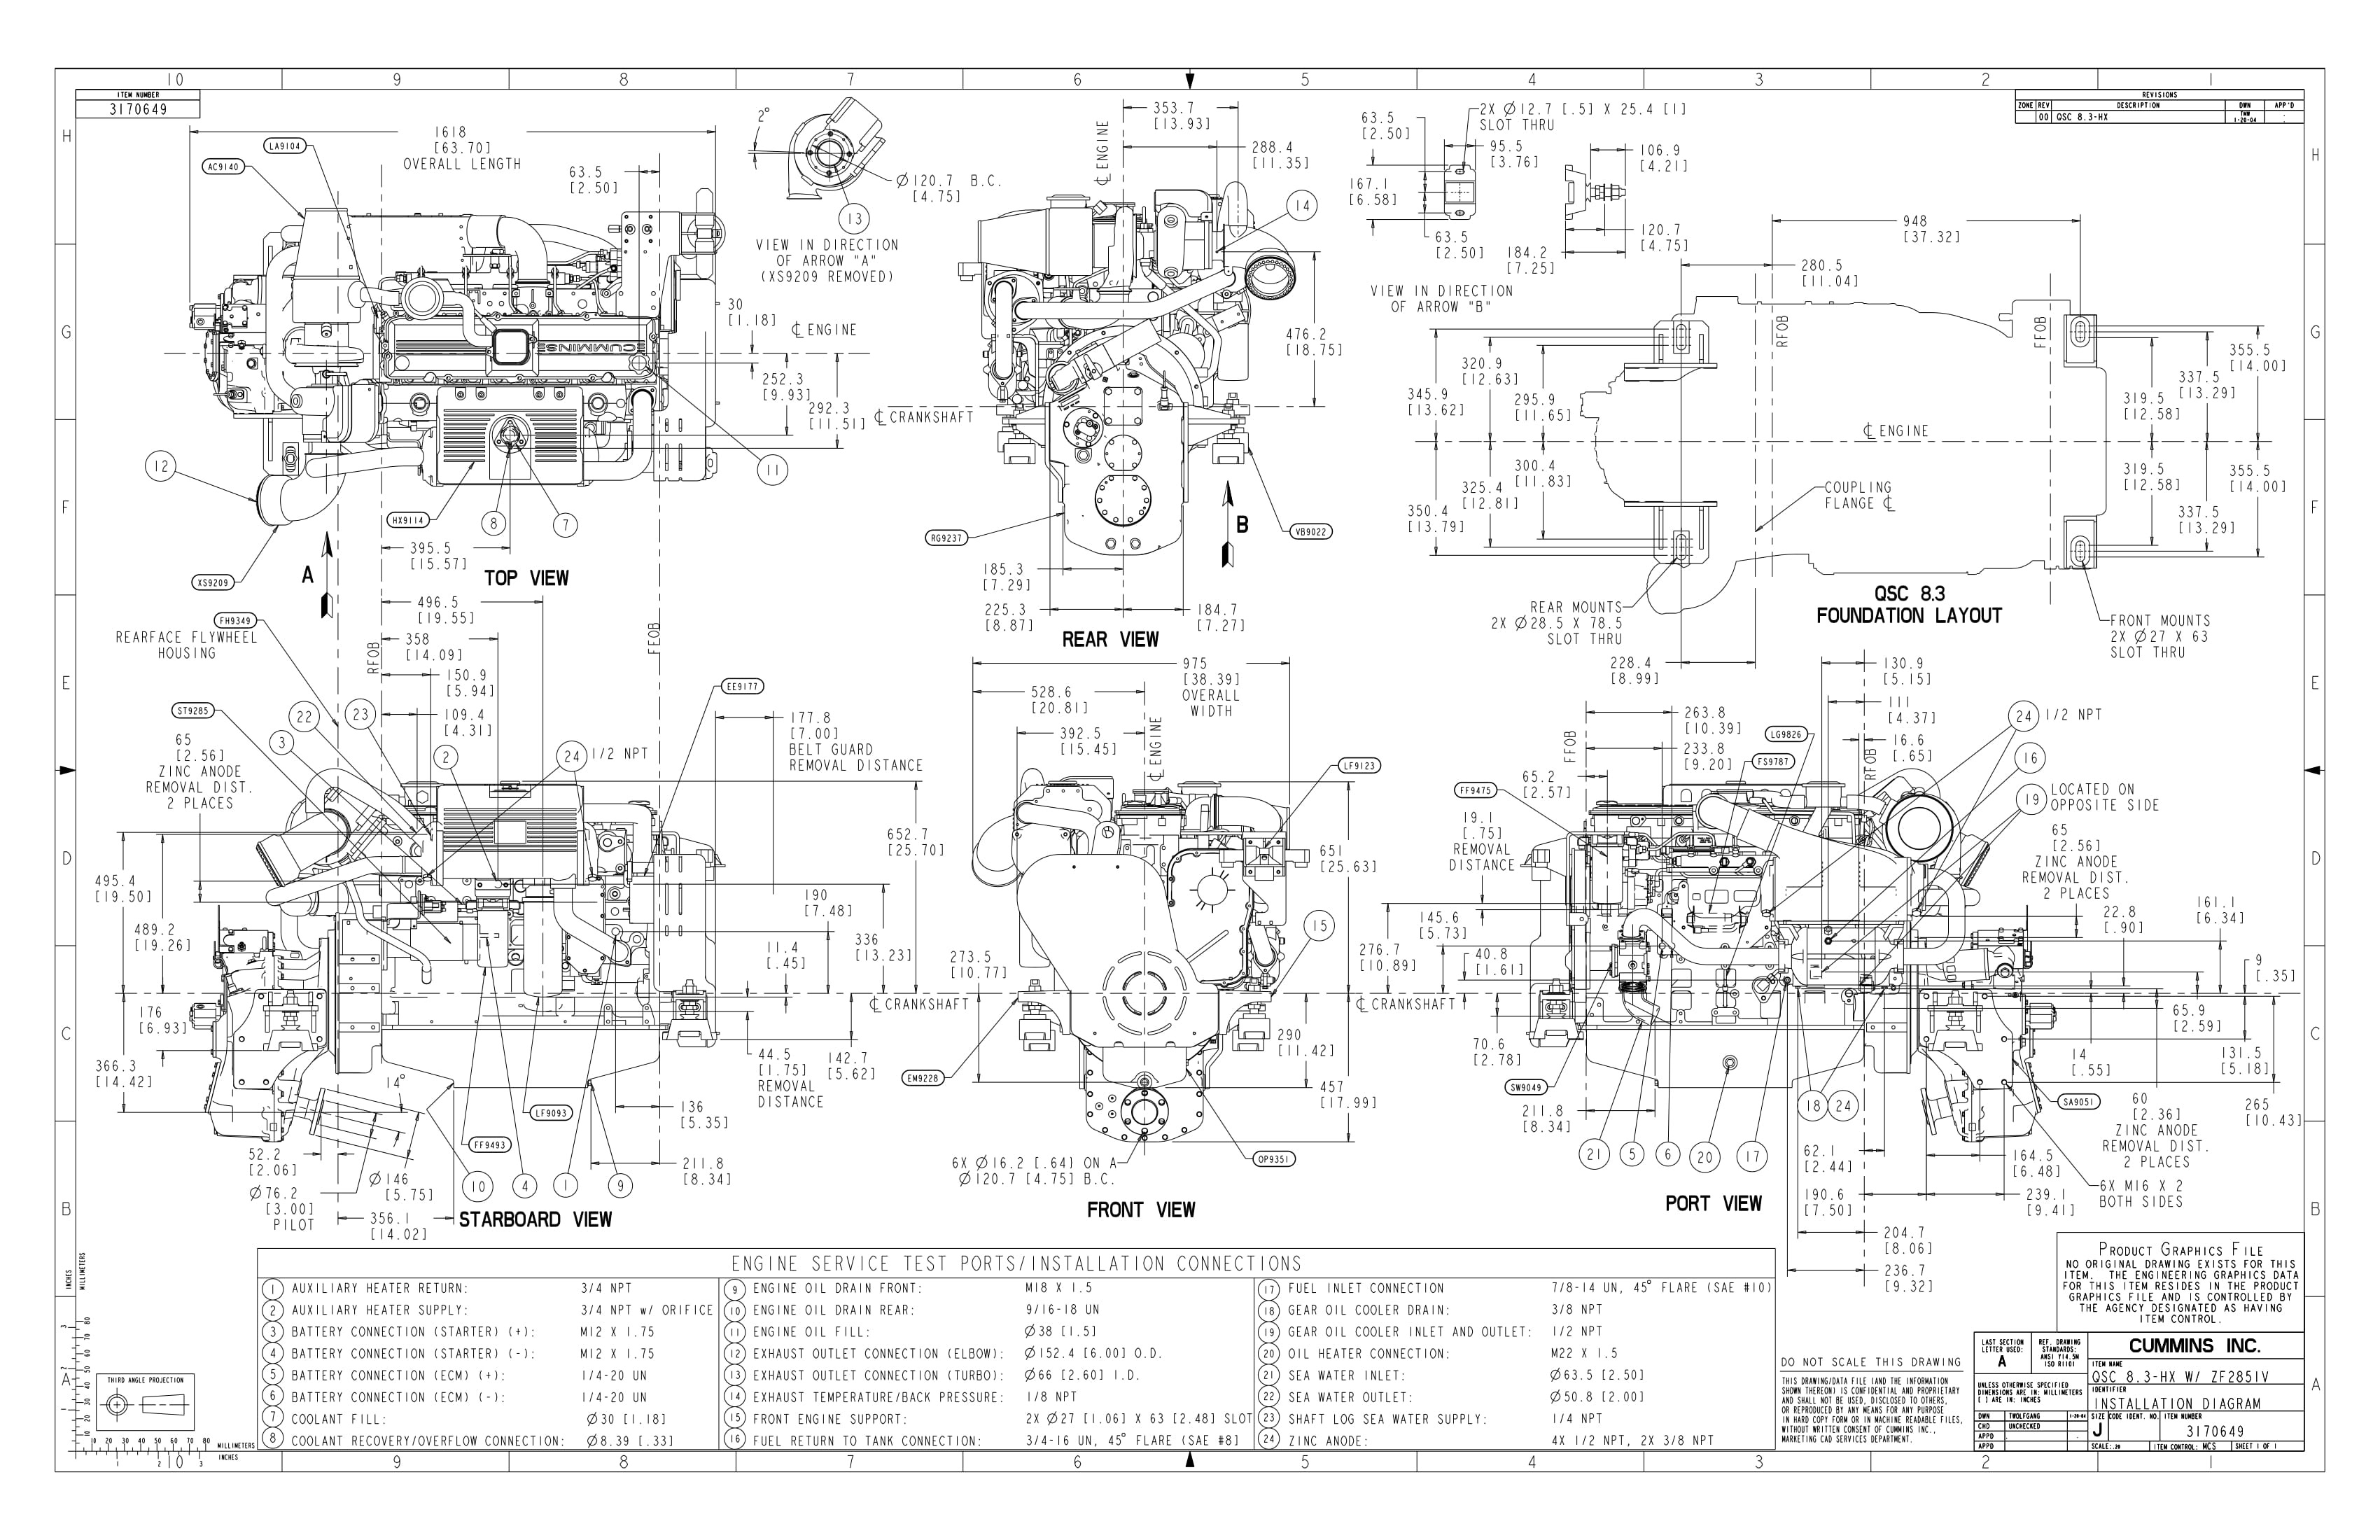 10 9 8 7 6 5 4 3 2 1
H
G
F
E
D
C
B
A
ITEM NUMBER
3170649
REVISIONS
ZONE REV DESCRIPTION DWN APP'D
00 QSC 8.3-HX TMW 1-20-04
1618
[63.70]
OVERALL LENGTH
LA9104
AC9140
63.5
[2.50]
30
[1.18]
℄ ENGINE
252.3
[9.93]
292.3
[11.51]
12
HX9114
8
7
11
XS9209
395.5
[15.57]
A
TOP VIEW
2°
Ø120.7 B.C.
[4.75]
13
VIEW IN DIRECTION
OF ARROW "A"
(XS9209 REMOVED)
353.7
[13.93]
℄ ENGINE
288.4
[11.35]
14
476.2
[18.75]
℄ CRANKSHAFT
B
RG9237
VB9022
185.3
[7.29]
225.3
[8.87]
184.7
[7.27]
REAR VIEW
63.5
[2.50]
2X Ø12.7 [.5] X 25.4 [1]
SLOT THRU
95.5
[3.76]
167.1
[6.58]
63.5
[2.50]
106.9
[4.21]
120.7
[4.75]
184.2
[7.25]
VIEW IN DIRECTION
OF ARROW "B"
948
[37.32]
280.5
[11.04]
RFOB
FFOB
320.9
[12.63]
345.9
[13.62]
295.9
[11.65]
355.5
[14.00]
337.5
[13.29]
319.5
[12.58]
℄ ENGINE
300.4
[11.83]
325.4
[12.81]
350.4
[13.79]
COUPLING
FLANGE ℄
319.5
[12.58]
355.5
[14.00]
337.5
[13.29]
REAR MOUNTS
2X Ø28.5 X 78.5
SLOT THRU
228.4
[8.99]
QSC 8.3
FOUNDATION LAYOUT
FRONT MOUNTS
2X Ø27 X 63
SLOT THRU
FH9349
REARFACE FLYWHEEL
HOUSING
RFOB
FFOB
496.5
[19.55]
358
[14.09]
150.9
[5.94]
109.4
[4.31]
EE9177
ST9285
22
23
3
2
24
1/2 NPT
65
[2.56]
ZINC ANODE
REMOVAL DIST.
2 PLACES
177.8
[7.00]
BELT GUARD
REMOVAL DISTANCE
652.7
[25.70]
495.4
[19.50]
489.2
[19.26]
190
[7.48]
11.4
[.45]
336
[13.23]
℄ CRANKSHAFT
176
[6.93]
366.3
[14.42]
44.5
[1.75]
REMOVAL
DISTANCE
142.7
[5.62]
14°
LF9093
FF9493
136
[5.35]
52.2
[2.06]
Ø146
[5.75]
10
4
1
9
211.8
[8.34]
Ø76.2
[3.00]
PILOT
356.1
[14.02]
STARBOARD VIEW
975
[38.39]
OVERALL
WIDTH
528.6
[20.81]
392.5
[15.45]
℄ ENGINE
LF9123
651
[25.63]
15
273.5
[10.77]
℄ CRANKSHAFT
290
[11.42]
EM9228
457
[17.99]
6X Ø16.2 [.64] ON A
Ø120.7 [4.75] B.C.
OP9351
FRONT VIEW
130.9
[5.15]
111
[4.37]
263.8
[10.39]
LG9826
24
1/2 NPT
FFOB
RFOB
233.8
[9.20]
FS9787
16.6
[.65]
65.2
[2.57]
FF9475
16
19
LOCATED ON
OPPOSITE SIDE
19.1
[.75]
REMOVAL
DISTANCE
65
[2.56]
ZINC ANODE
REMOVAL DIST.
2 PLACES
145.6
[5.73]
22.8
[.90]
161.1
[6.34]
276.7
[10.89]
40.8
[1.61]
9
[.35]
65.9
[2.59]
70.6
[2.78]
14
[.55]
131.5
[5.18]
SW9049
18
24
SA9051
211.8
[8.34]
60
[2.36]
ZINC ANODE
REMOVAL DIST.
2 PLACES
265
[10.43]
21
5
6
20
17
62.1
[2.44]
164.5
[6.48]
190.6
[7.50]
239.1
[9.41]
6X M16 X 2
BOTH SIDES
204.7
[8.06]
236.7
[9.32]
PORT VIEW
ENGINE SERVICE TEST PORTS/INSTALLATION CONNECTIONS
1 AUXILIARY HEATER RETURN: 3/4 NPT
2 AUXILIARY HEATER SUPPLY: 3/4 NPT W/ ORIFICE
3 BATTERY CONNECTION (STARTER) (+): M12 X 1.75
4 BATTERY CONNECTION (STARTER) (-): M12 X 1.75
5 BATTERY CONNECTION (ECM) (+): 1/4-20 UN
6 BATTERY CONNECTION (ECM) (-): 1/4-20 UN
7 COOLANT FILL: Ø30 [1.18]
8 COOLANT RECOVERY/OVERFLOW CONNECTION: Ø8.39 [.33]
9 ENGINE OIL DRAIN FRONT: M18 X 1.5
10 ENGINE OIL DRAIN REAR: 9/16-18 UN
11 ENGINE OIL FILL: Ø38 [1.5]
12 EXHAUST OUTLET CONNECTION (ELBOW): Ø152.4 [6.00] O.D.
13 EXHAUST OUTLET CONNECTION (TURBO): Ø66 [2.60] I.D.
14 EXHAUST TEMPERATURE/BACK PRESSURE: 1/8 NPT
15 FRONT ENGINE SUPPORT: 2X Ø27 [1.06] X 63 [2.48] SLOT
16 FUEL RETURN TO TANK CONNECTION: 3/4-16 UN, 45° FLARE (SAE #8]
17 FUEL INLET CONNECTION 7/8-14 UN, 45° FLARE (SAE #10)
18 GEAR OIL COOLER DRAIN: 3/8 NPT
19 GEAR OIL COOLER INLET AND OUTLET: 1/2 NPT
20 OIL HEATER CONNECTION: M22 X 1.5
21 SEA WATER INLET: Ø63.5 [2.50]
22 SEA WATER OUTLET: Ø50.8 [2.00]
23 SHAFT LOG SEA WATER SUPPLY: 1/4 NPT
24 ZINC ANODE: 4X 1/2 NPT, 2X 3/8 NPT
PRODUCT GRAPHICS FILE
NO ORIGINAL DRAWING EXISTS FOR THIS
ITEM. THE ENGINEERING GRAPHICS DATA
FOR THIS ITEM RESIDES IN THE PRODUCT
GRAPHICS FILE AND IS CONTROLLED BY
THE AGENCY DESIGNATED AS HAVING
ITEM CONTROL.
DO NOT SCALE THIS DRAWING
THIS DRAWING/DATA FILE (AND THE INFORMATION
SHOWN THEREON) IS CONFIDENTIAL AND PROPRIETARY
AND SHALL NOT BE USED, DISCLOSED TO OTHERS,
OR REPRODUCED BY ANY MEANS FOR ANY PURPOSE
IN HARD COPY FORM OR IN MACHINE READABLE FILES,
WITHOUT WRITTEN CONSENT OF CUMMINS INC.,
MARKETING CAD SERVICES DEPARTMENT.
LAST SECTION
LETTER USED:
A
REF. DRAWING
STANDARDS:
ANSI Y14.5M
ISO R1101
UNLESS OTHERWISE SPECIFIED
DIMENSIONS ARE IN: MILLIMETERS
[ ] ARE IN: INCHES
DWN TWOLFGANG 1-20-04
CHD UNCHECKED
APPD
APPD
CUMMINS INC.
ITEM NAME
QSC 8.3-HX W/ ZF285IV
IDENTIFIER
INSTALLATION DIAGRAM
SIZE CODE IDENT. NO. ITEM NUMBER
J 3170649
SCALE: .20 ITEM CONTROL: MCS SHEET 1 OF 1
THIRD ANGLE PROJECTION
INCHES
MILLIMETERS
0 10 20 30 40 50 60 70 80 MILLIMETERS
1 2 3 INCHES
10 9 8 7 6 5 4 3 2 1